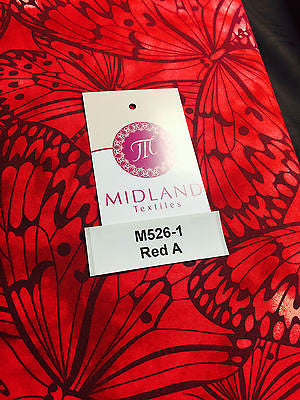 M
MIDLAND
Textiles
M526-1
Red A